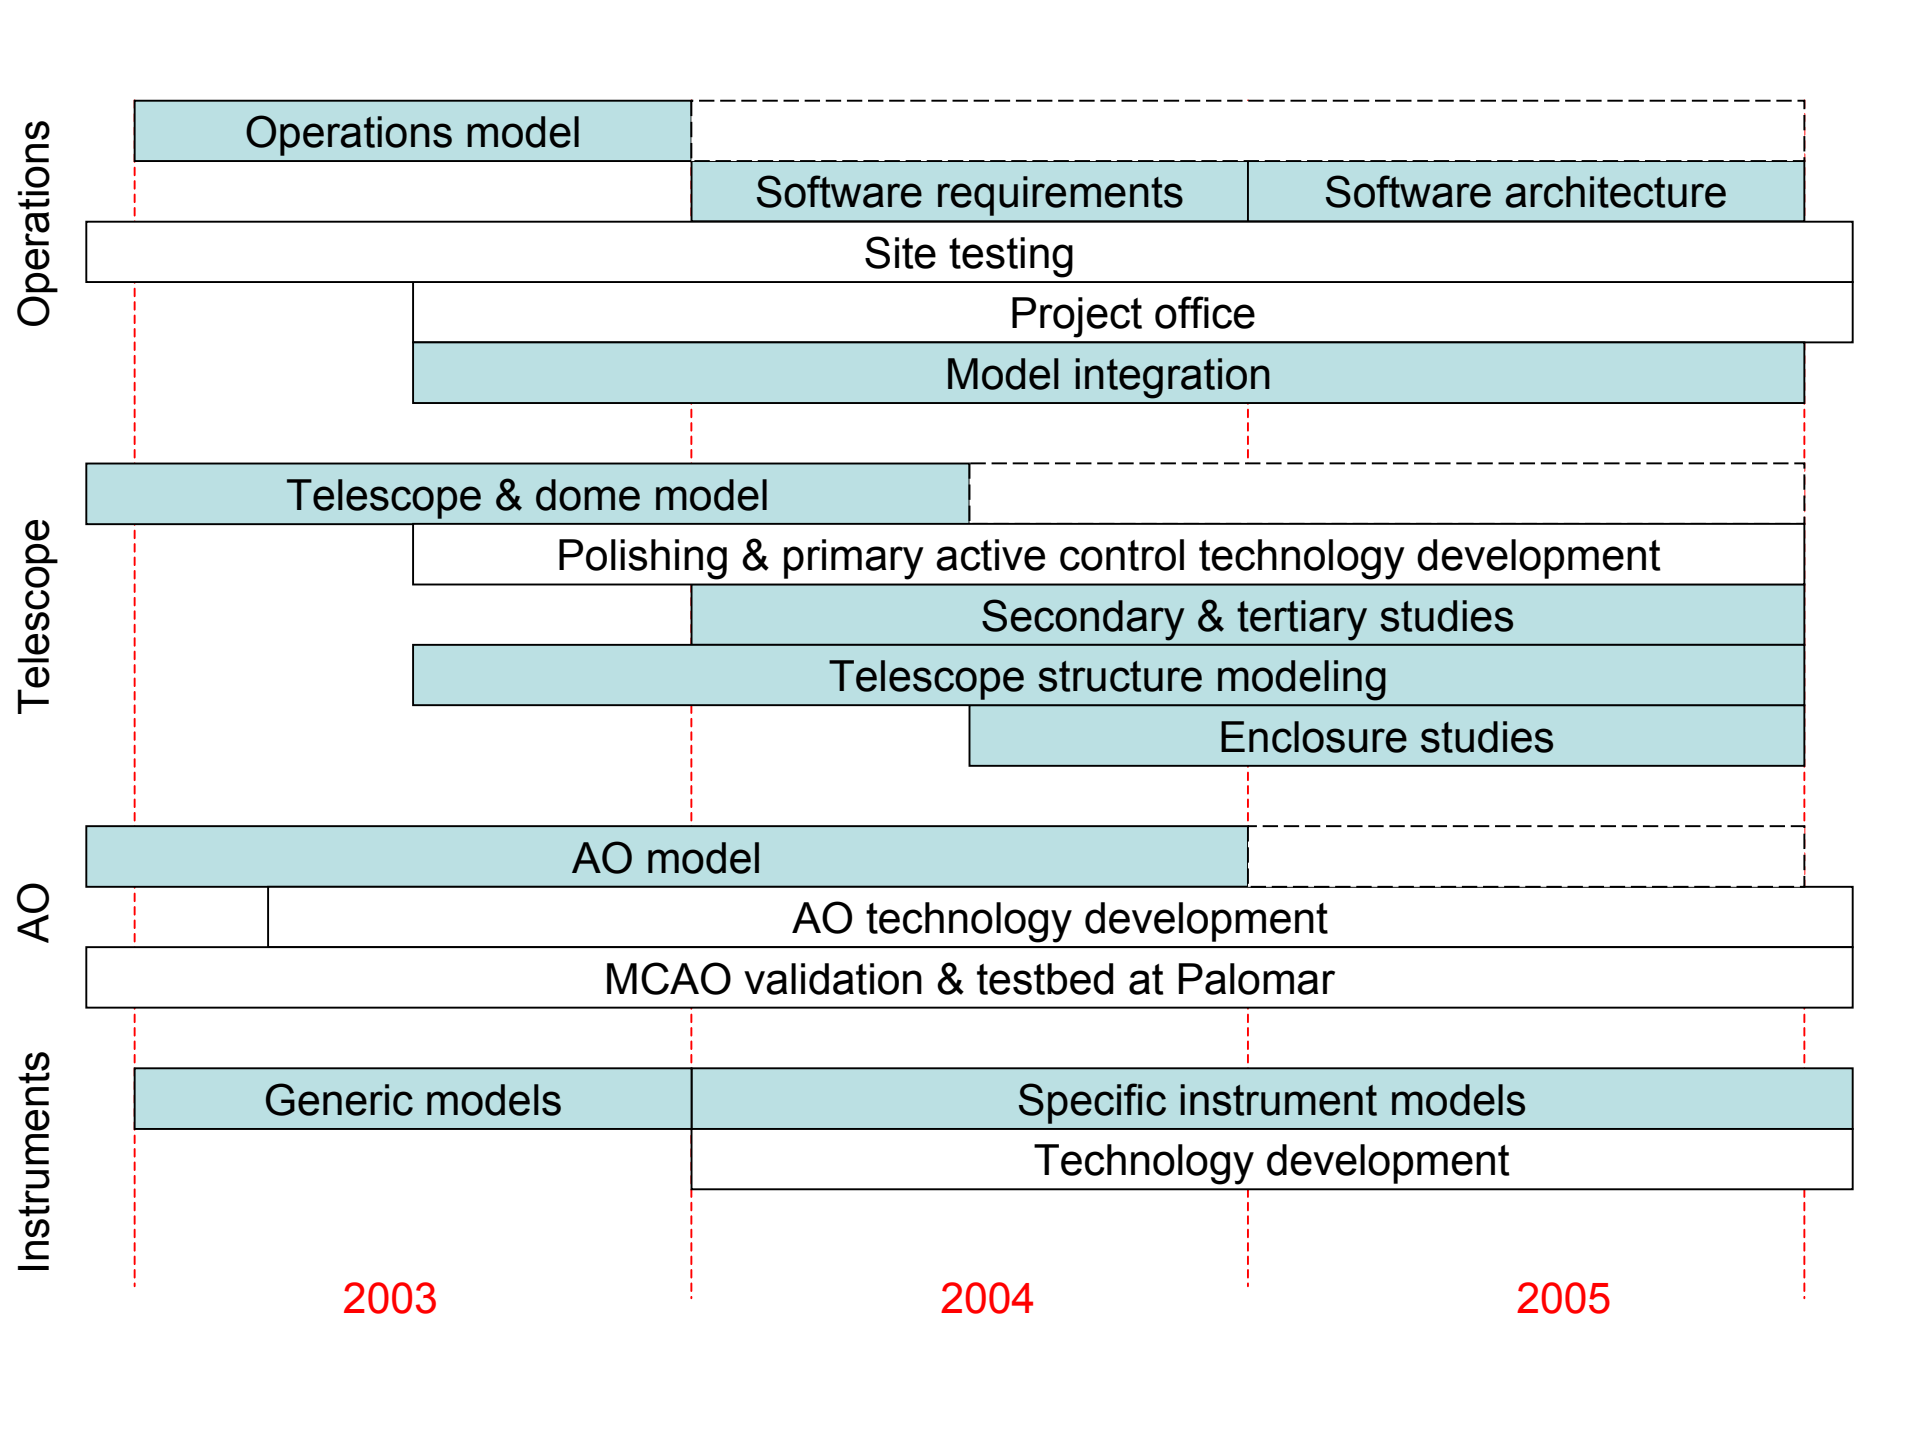 Operations
Operations model
Software requirements
Software architecture
Site testing
Project office
Model integration
Telescope
Telescope & dome model
Polishing & primary active control technology development
Secondary & tertiary studies
Telescope structure modeling
Enclosure studies
AO
AO model
AO technology development
MCAO validation & testbed at Palomar
Instruments
Generic models
Specific instrument models
Technology development
2003
2004
2005